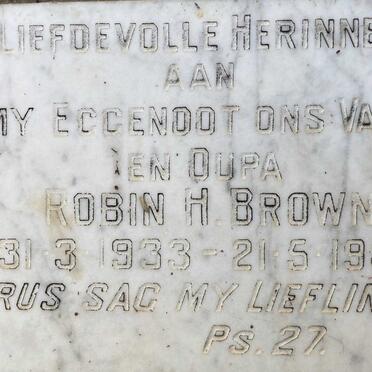 LIEFDEVOLLE HERINNE
AAN
MY EGGENOOT ONS VA
EN OUPA
ROBIN H. BROWN
31·3·1933 - 21·5·19
RUS SAG MY LIEFLIN
Ps. 27.